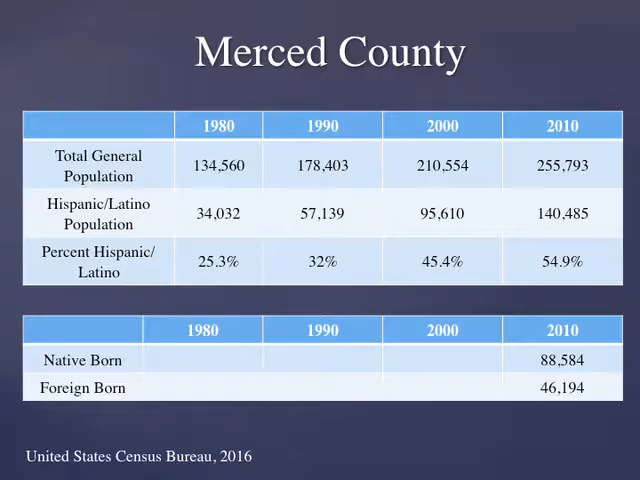 Merced County
1980 1990 2000 2010
Total General
Population 134,560 178,403 210,554 255,793
Hispanic/Latino
Population 34,032 57,139 95,610 140,485
Percent Hispanic/
Latino 25.3% 32% 45.4% 54.9%
1980 1990 2000 2010
Native Born 88,584
Foreign Born 46,194
United States Census Bureau, 2016